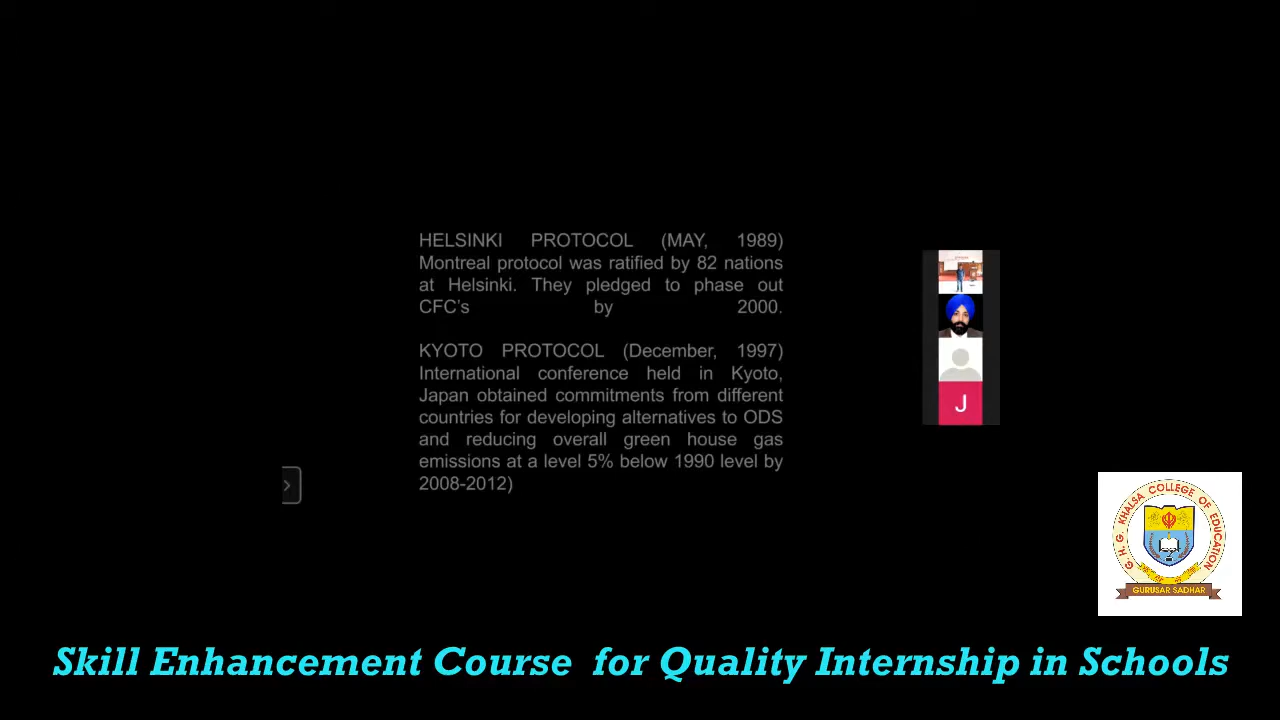 HELSINKI PROTOCOL (MAY, 1989)
Montreal protocol was ratified by 82 nations
at Helsinki. They pledged to phase out
CFC's by 2000.
KYOTO PROTOCOL (December, 1997)
International conference held in Kyoto,
Japan obtained commitments from different
countries for developing alternatives to ODS
and reducing overall green house gas
emissions at a level 5% below 1990 level by
2008-2012)
J
G. H. G. KHALSA COLLEGE OF EDUCATION
GURUSAR SADHAR
Skill Enhancement Course for Quality Internship in Schools